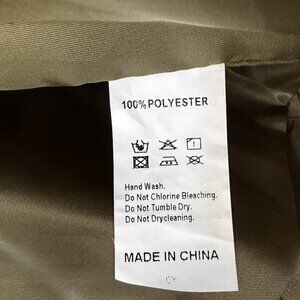 100%POLYESTER
Hand Wash.
Do Not Chlorine Bleaching.
Do Not Tumble Dry.
Do Not Drycleaning.
MADE IN CHINA
CY